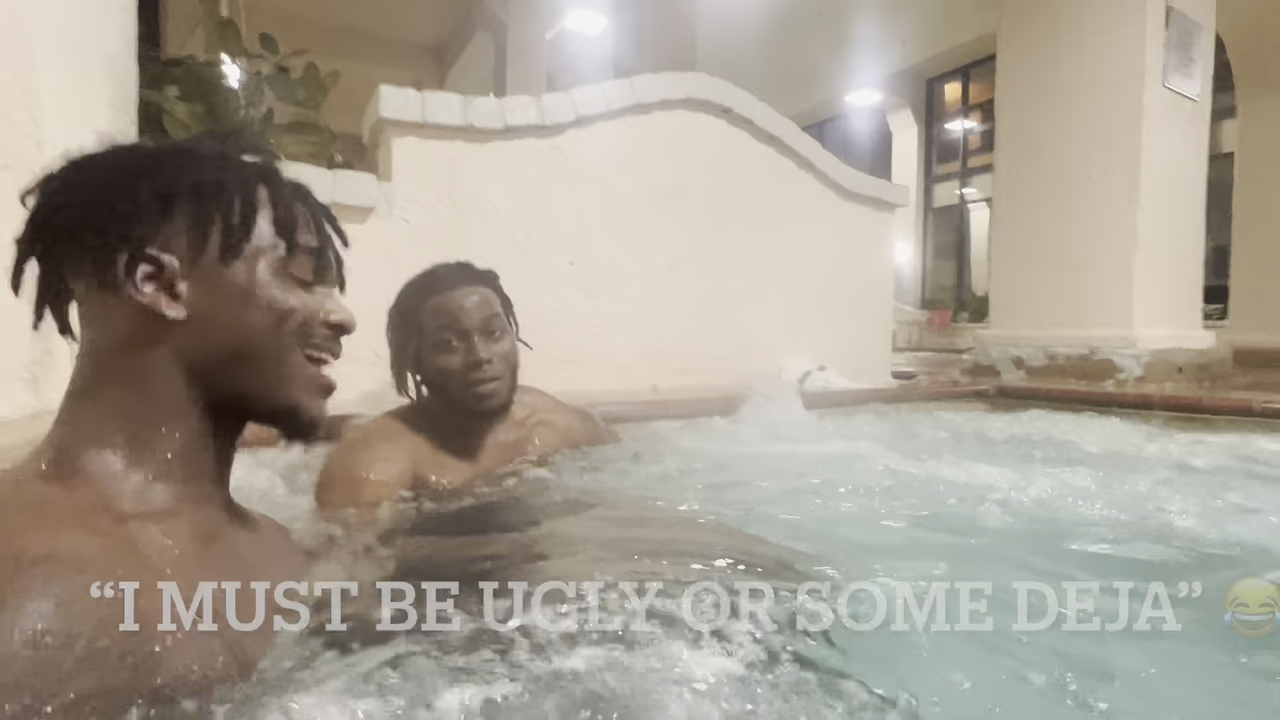 “I MUST BE UGLY OR SOME DEJA” 😂